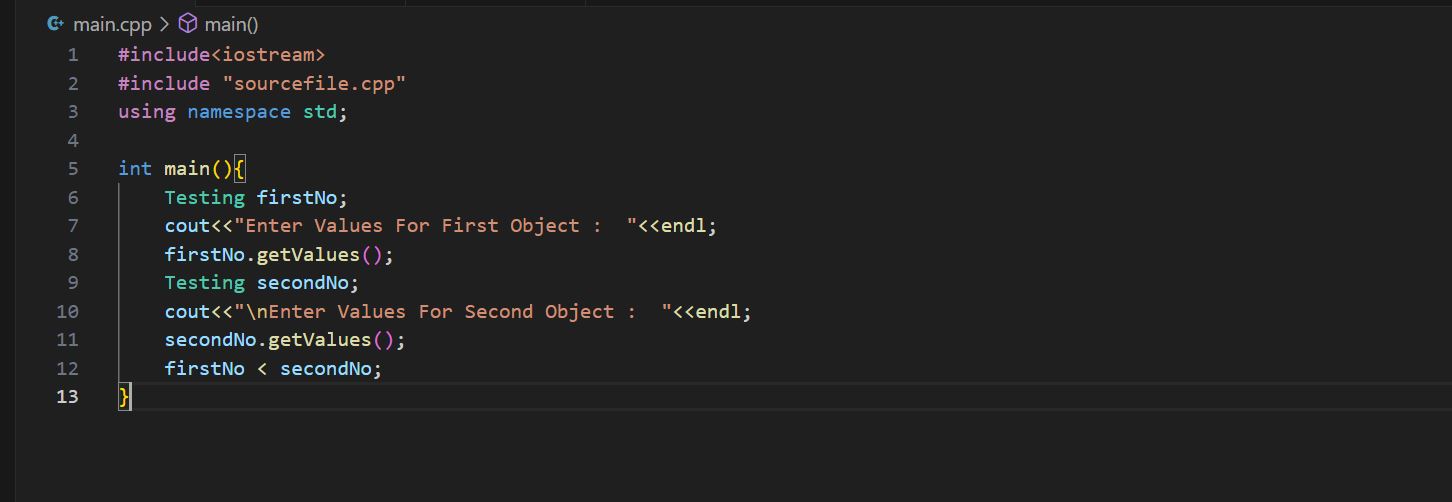 main.cpp > main()
1 #include<iostream>
2 #include "sourcefile.cpp"
3 using namespace std;
4
5 int main(){
6     Testing firstNo;
7     cout<<"Enter Values For First Object :  "<<endl;
8     firstNo.getValues();
9     Testing secondNo;
10     cout<<"\nEnter Values For Second Object :  "<<endl;
11     secondNo.getValues();
12     firstNo < secondNo;
13 }